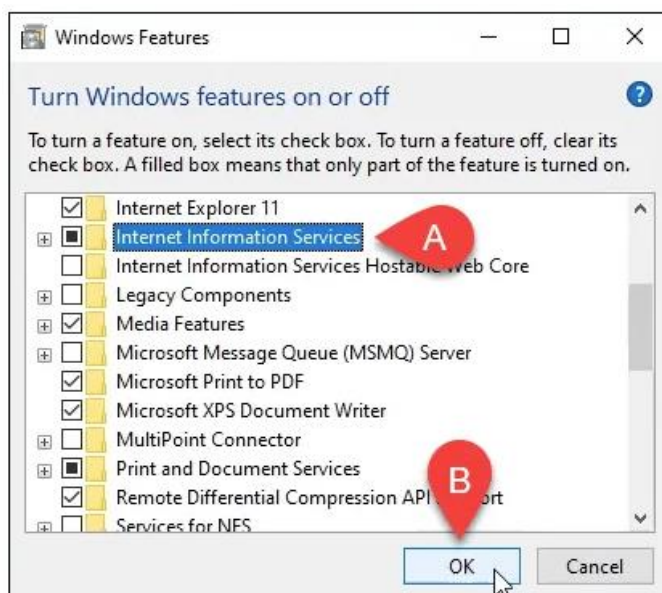 Windows Features
Turn Windows features on or off
?
To turn a feature on, select its check box. To turn a feature off, clear its
check box. A filled box means that only part of the feature is turned on.
Internet Explorer 11
Internet Information Services
A
Internet Information Services Hostable Web Core
Legacy Components
Media Features
Microsoft Message Queue (MSMQ) Server
Microsoft Print to PDF
Microsoft XPS Document Writer
MultiPoint Connector
Print and Document Services
B
Remote Differential Compression API
Services for NFS
OK
Cancel